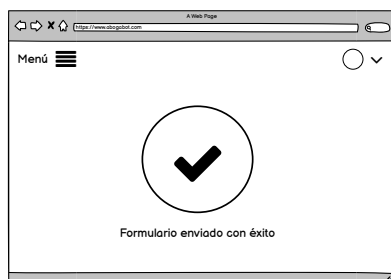 A Web Page
https://www.abogabot.com
Menú
Formulario enviado con éxito